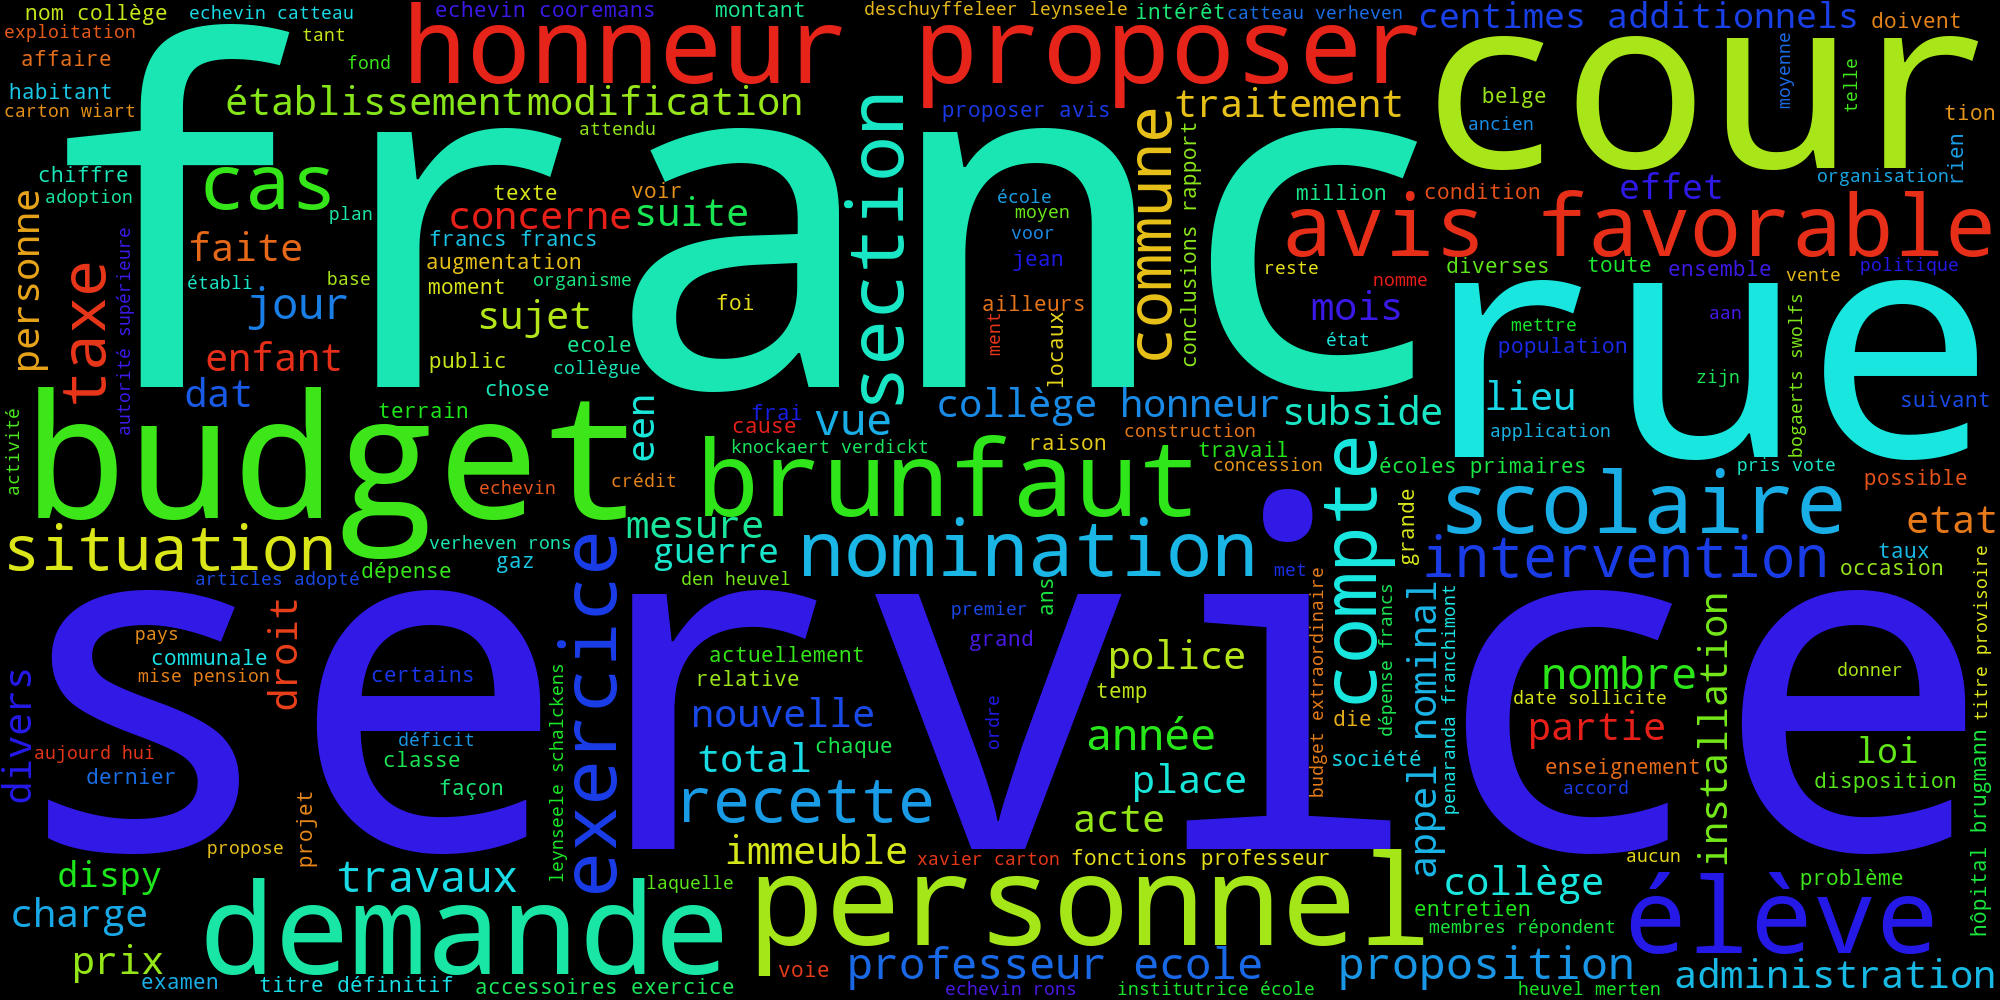 nom collège
echevin catteau
echevin cooremans
montant
deschuyffeleer leynseele
intérêt
catteau verheven
centimes additionnels
doivent
exploitation
tant
honneur proposer
cour
affaire
fond
habitant
établissement
modification
proposer avis
traitement
belge
moyenne
telle
carton wiart
attendu
ancien
tion
franc
section
commune
conclusions rapport
chiffre
cas
texte
voir
école
million
condition
effet
organisation
rien
adoption
plan
concerne
suite
moyen
avis favorable
personne
faite
francs francs
voor
augmentation
jean
reste
nomme
diverses
toute
ensemble
vente
politique
taxe
autorité supérieure
établi
base
moment
organisme
foi
ailleurs
mois
rue
jour
sujet
ment
locaux
état
mettre
aan
population
bogaerts swolfs
enfant
public
ecole
collègue
zijn
dat
chose
lieu
suivant
activité
budget
terrain
een
frai
vue
collège honneur
subside
cause
construction
application
knockaert verdickt
raison
travail
brunfaut
concession
compte
écoles primaires
pris vote
possible
echevin
crédit
grande
scolaire
etat
situation
mesure
nomination
intervention
verheven rons
guerre
gaz
taux
articles adopté
dépense
exercice
den heuvel
met
occasion
service
ans
budget extraordinaire
dépense francs
appel nominal
penaranda franchimont
installation
hôpital brugmann titre provisoire
droit
premier
pays
grand
communale
actuellement
police
nombre
donner
mise pension
certains
relative
temp
date sollicite
divers
leynseele schalckens
nouvelle
ordre
die
partie
aujourd hui
déficit
total
chaque
année
loi
classe
société
enseignement
dernier
façon
place
accord
disposition
recette
projet
acte
propose
immeuble
xavier carton
fonctions professeur
aucun
dispy
travaux
laquelle
personnel
collège
problème
charge
demande
élève
entretien
membres répondent
prix
voie
professeur ecole
proposition
administration
examen
titre définitif
accessoires exercice
echevin rons
institutrice école
heuvel merten